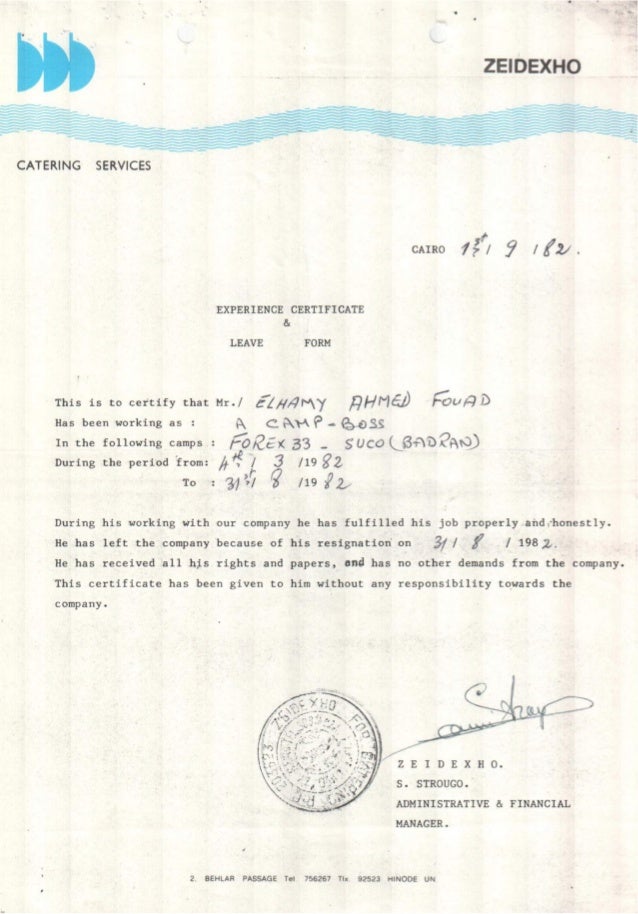 ZEIDEXHO
CATERING SERVICES
CAIRO 1st / 9 / 82.
EXPERIENCE CERTIFICATE
&
LEAVE FORM
This is to certify that Mr./ ELHAMY AHMED FOUAD
Has been working as : A CAMP-BOSS
In the following camps : FOREX 33 - SUCO (BADRAN)
During the period from: 4th / 3 /1982
To : 31st / 8 /1982
During his working with our company he has fulfilled his job properly and honestly.
He has left the company because of his resignation on 31 / 8 / 1982.
He has received all his rights and papers, and has no other demands from the company.
This certificate has been given to him without any responsibility towards the
company.
ZEIDEXHO FOR
ZEIDEXHO.
S. STROUGO.
ADMINISTRATIVE & FINANCIAL
MANAGER.
2. BEHLAR PASSAGE Tel 756267 Tlx. 92523 HINODE UN